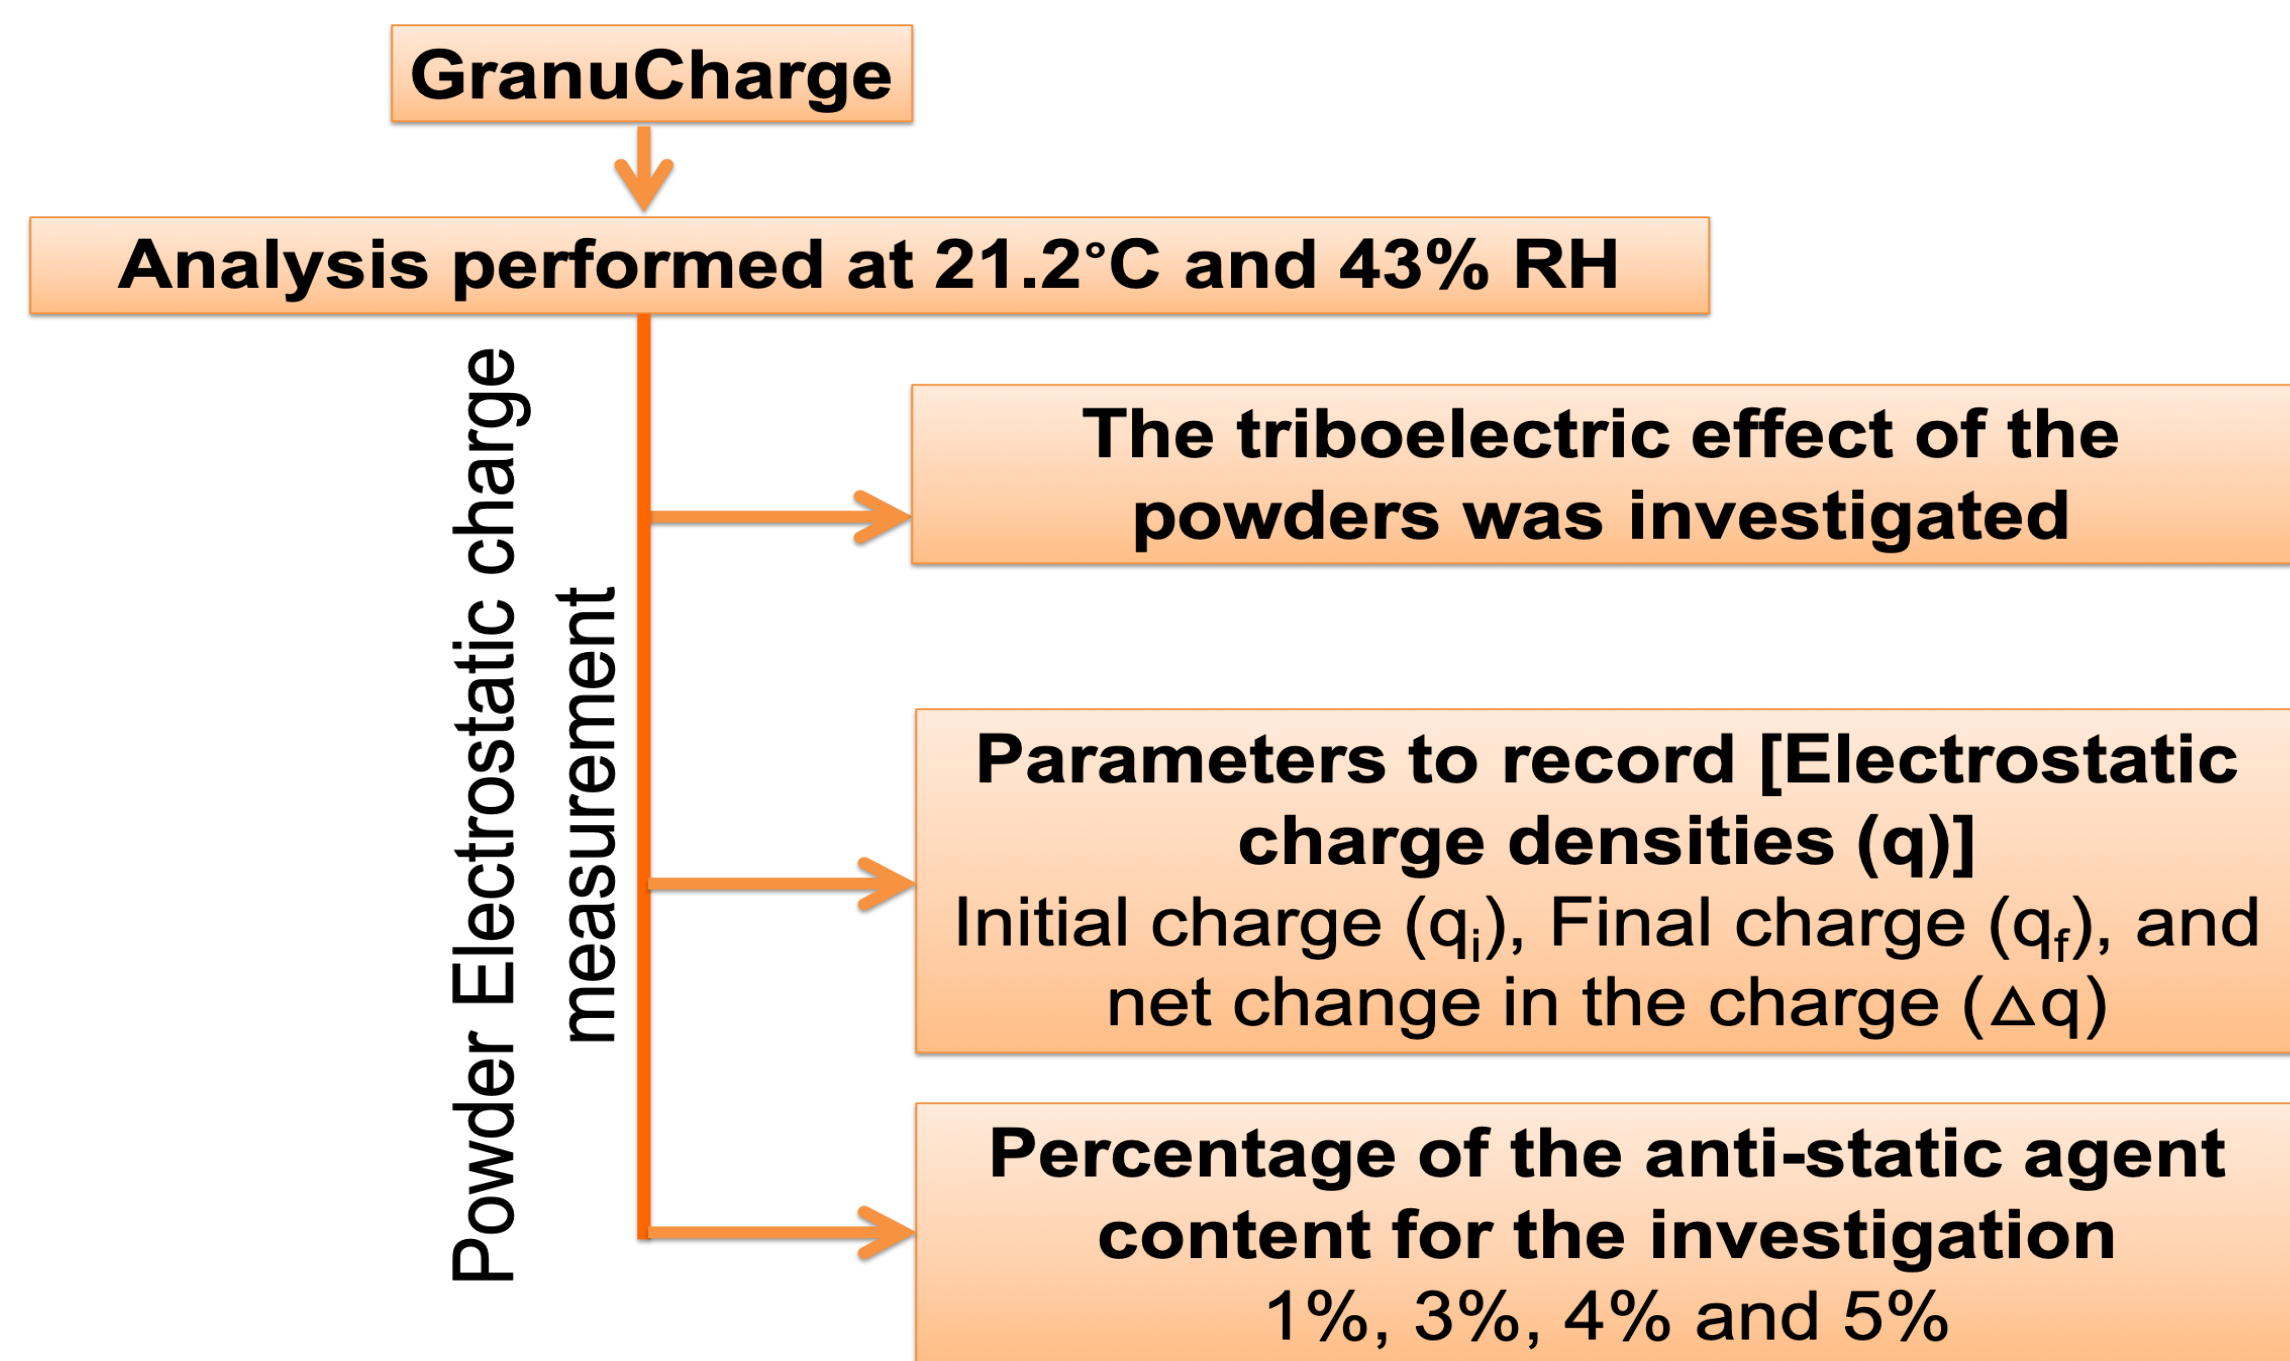 GranuCharge
Analysis performed at 21.2°C and 43% RH
Powder Electrostatic charge
measurement
The triboelectric effect of the
powders was investigated
Parameters to record [Electrostatic
charge densities (q)]
Initial charge (qᵢ), Final charge (q_f), and
net change in the charge (△q)
Percentage of the anti-static agent
content for the investigation
1%, 3%, 4% and 5%